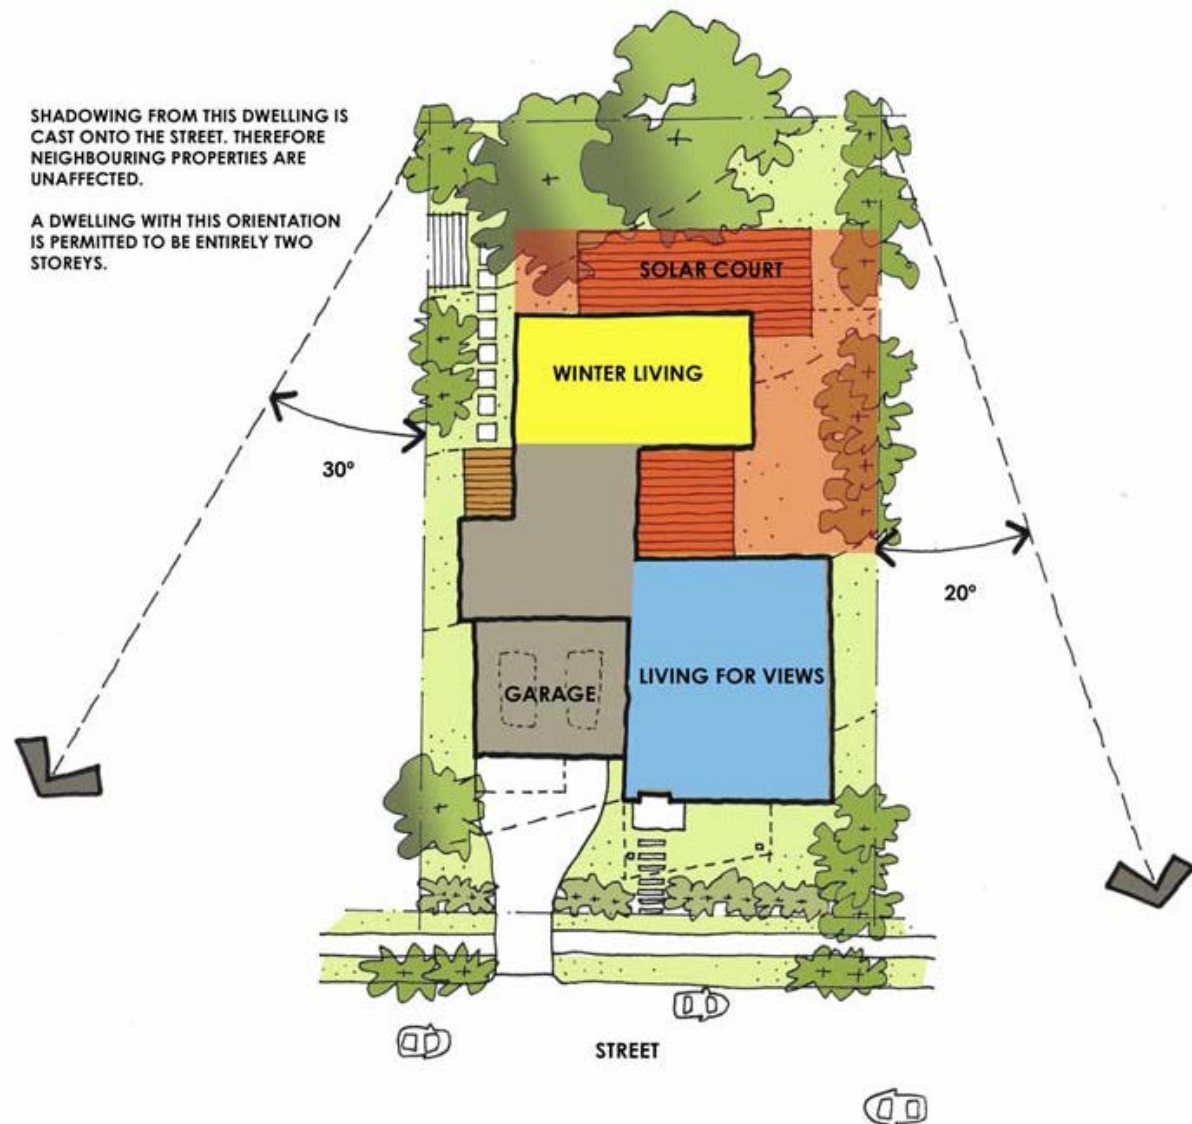 SHADOWING FROM THIS DWELLING IS
CAST ONTO THE STREET. THEREFORE
NEIGHBOURING PROPERTIES ARE
UNAFFECTED.
A DWELLING WITH THIS ORIENTATION
IS PERMITTED TO BE ENTIRELY TWO
STOREYS.
SOLAR COURT
WINTER LIVING
30°
20°
LIVING FOR VIEWS
GARAGE
STREET